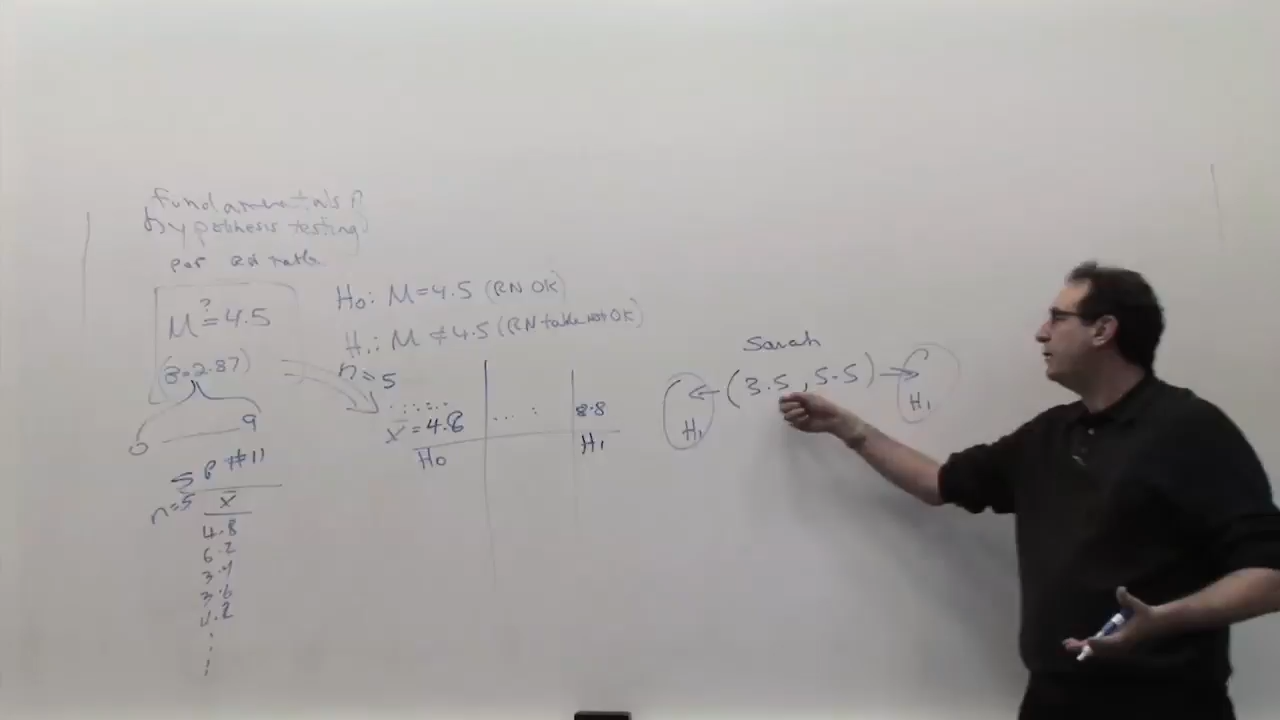 Fundamentals of
hypothesis testing
per RN table
M ?= 4.5
(σ=2.87)
0 9
SP #11
n=5 x̄
4.8
6.2
3.4
3.6
4.2
H0: M = 4.5 (RN OK)
H1: M ≠ 4.5 (RN table not OK)
n = 5
x̄ = 4.6 .... 8.8
H0 H1
Sarah
← (3.5, 5.5) →
H1 H1